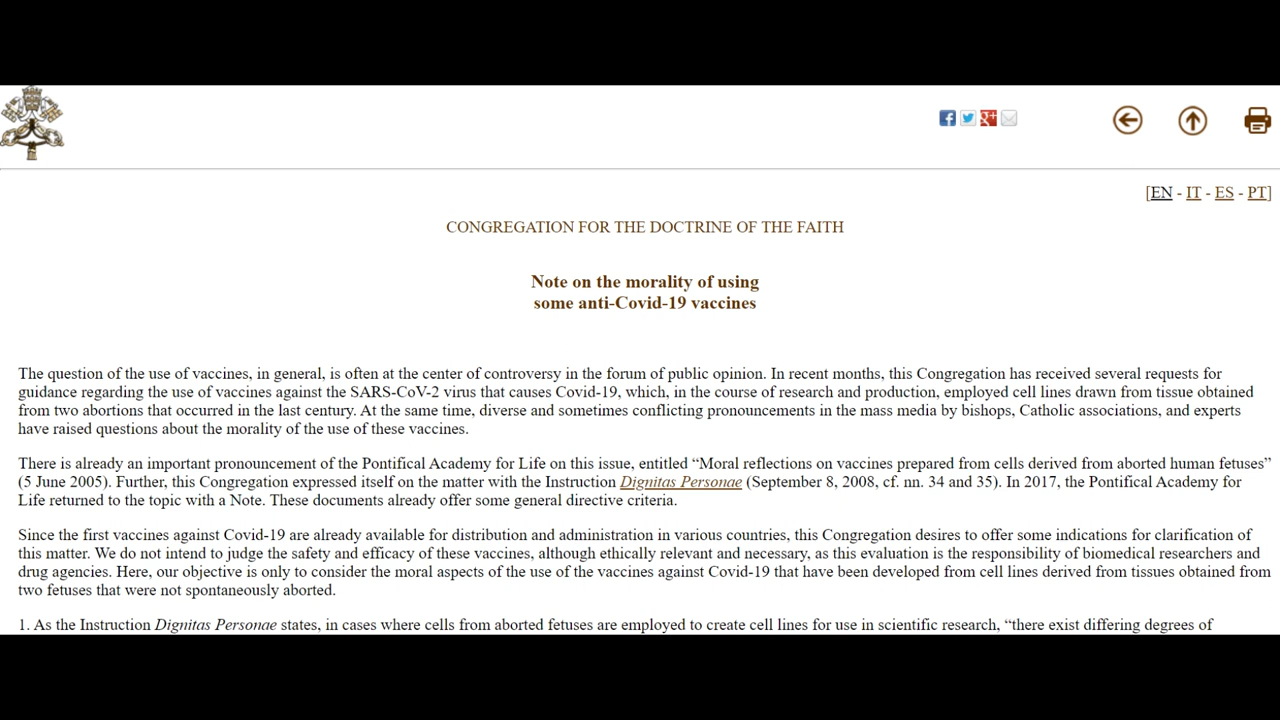 [EN - IT - ES - PT]
CONGREGATION FOR THE DOCTRINE OF THE FAITH
Note on the morality of using
some anti-Covid-19 vaccines
The question of the use of vaccines, in general, is often at the center of controversy in the forum of public opinion. In recent months, this Congregation has received several requests for
guidance regarding the use of vaccines against the SARS-CoV-2 virus that causes Covid-19, which, in the course of research and production, employed cell lines drawn from tissue obtained
from two abortions that occurred in the last century. At the same time, diverse and sometimes conflicting pronouncements in the mass media by bishops, Catholic associations, and experts
have raised questions about the morality of the use of these vaccines.
There is already an important pronouncement of the Pontifical Academy for Life on this issue, entitled “Moral reflections on vaccines prepared from cells derived from aborted human fetuses”
(5 June 2005). Further, this Congregation expressed itself on the matter with the Instruction Dignitas Personae (September 8, 2008, cf. nn. 34 and 35). In 2017, the Pontifical Academy for
Life returned to the topic with a Note. These documents already offer some general directive criteria.
Since the first vaccines against Covid-19 are already available for distribution and administration in various countries, this Congregation desires to offer some indications for clarification of
this matter. We do not intend to judge the safety and efficacy of these vaccines, although ethically relevant and necessary, as this evaluation is the responsibility of biomedical researchers and
drug agencies. Here, our objective is only to consider the moral aspects of the use of the vaccines against Covid-19 that have been developed from cell lines derived from tissues obtained from
two fetuses that were not spontaneously aborted.
1. As the Instruction Dignitas Personae states, in cases where cells from aborted fetuses are employed to create cell lines for use in scientific research, “there exist differing degrees of